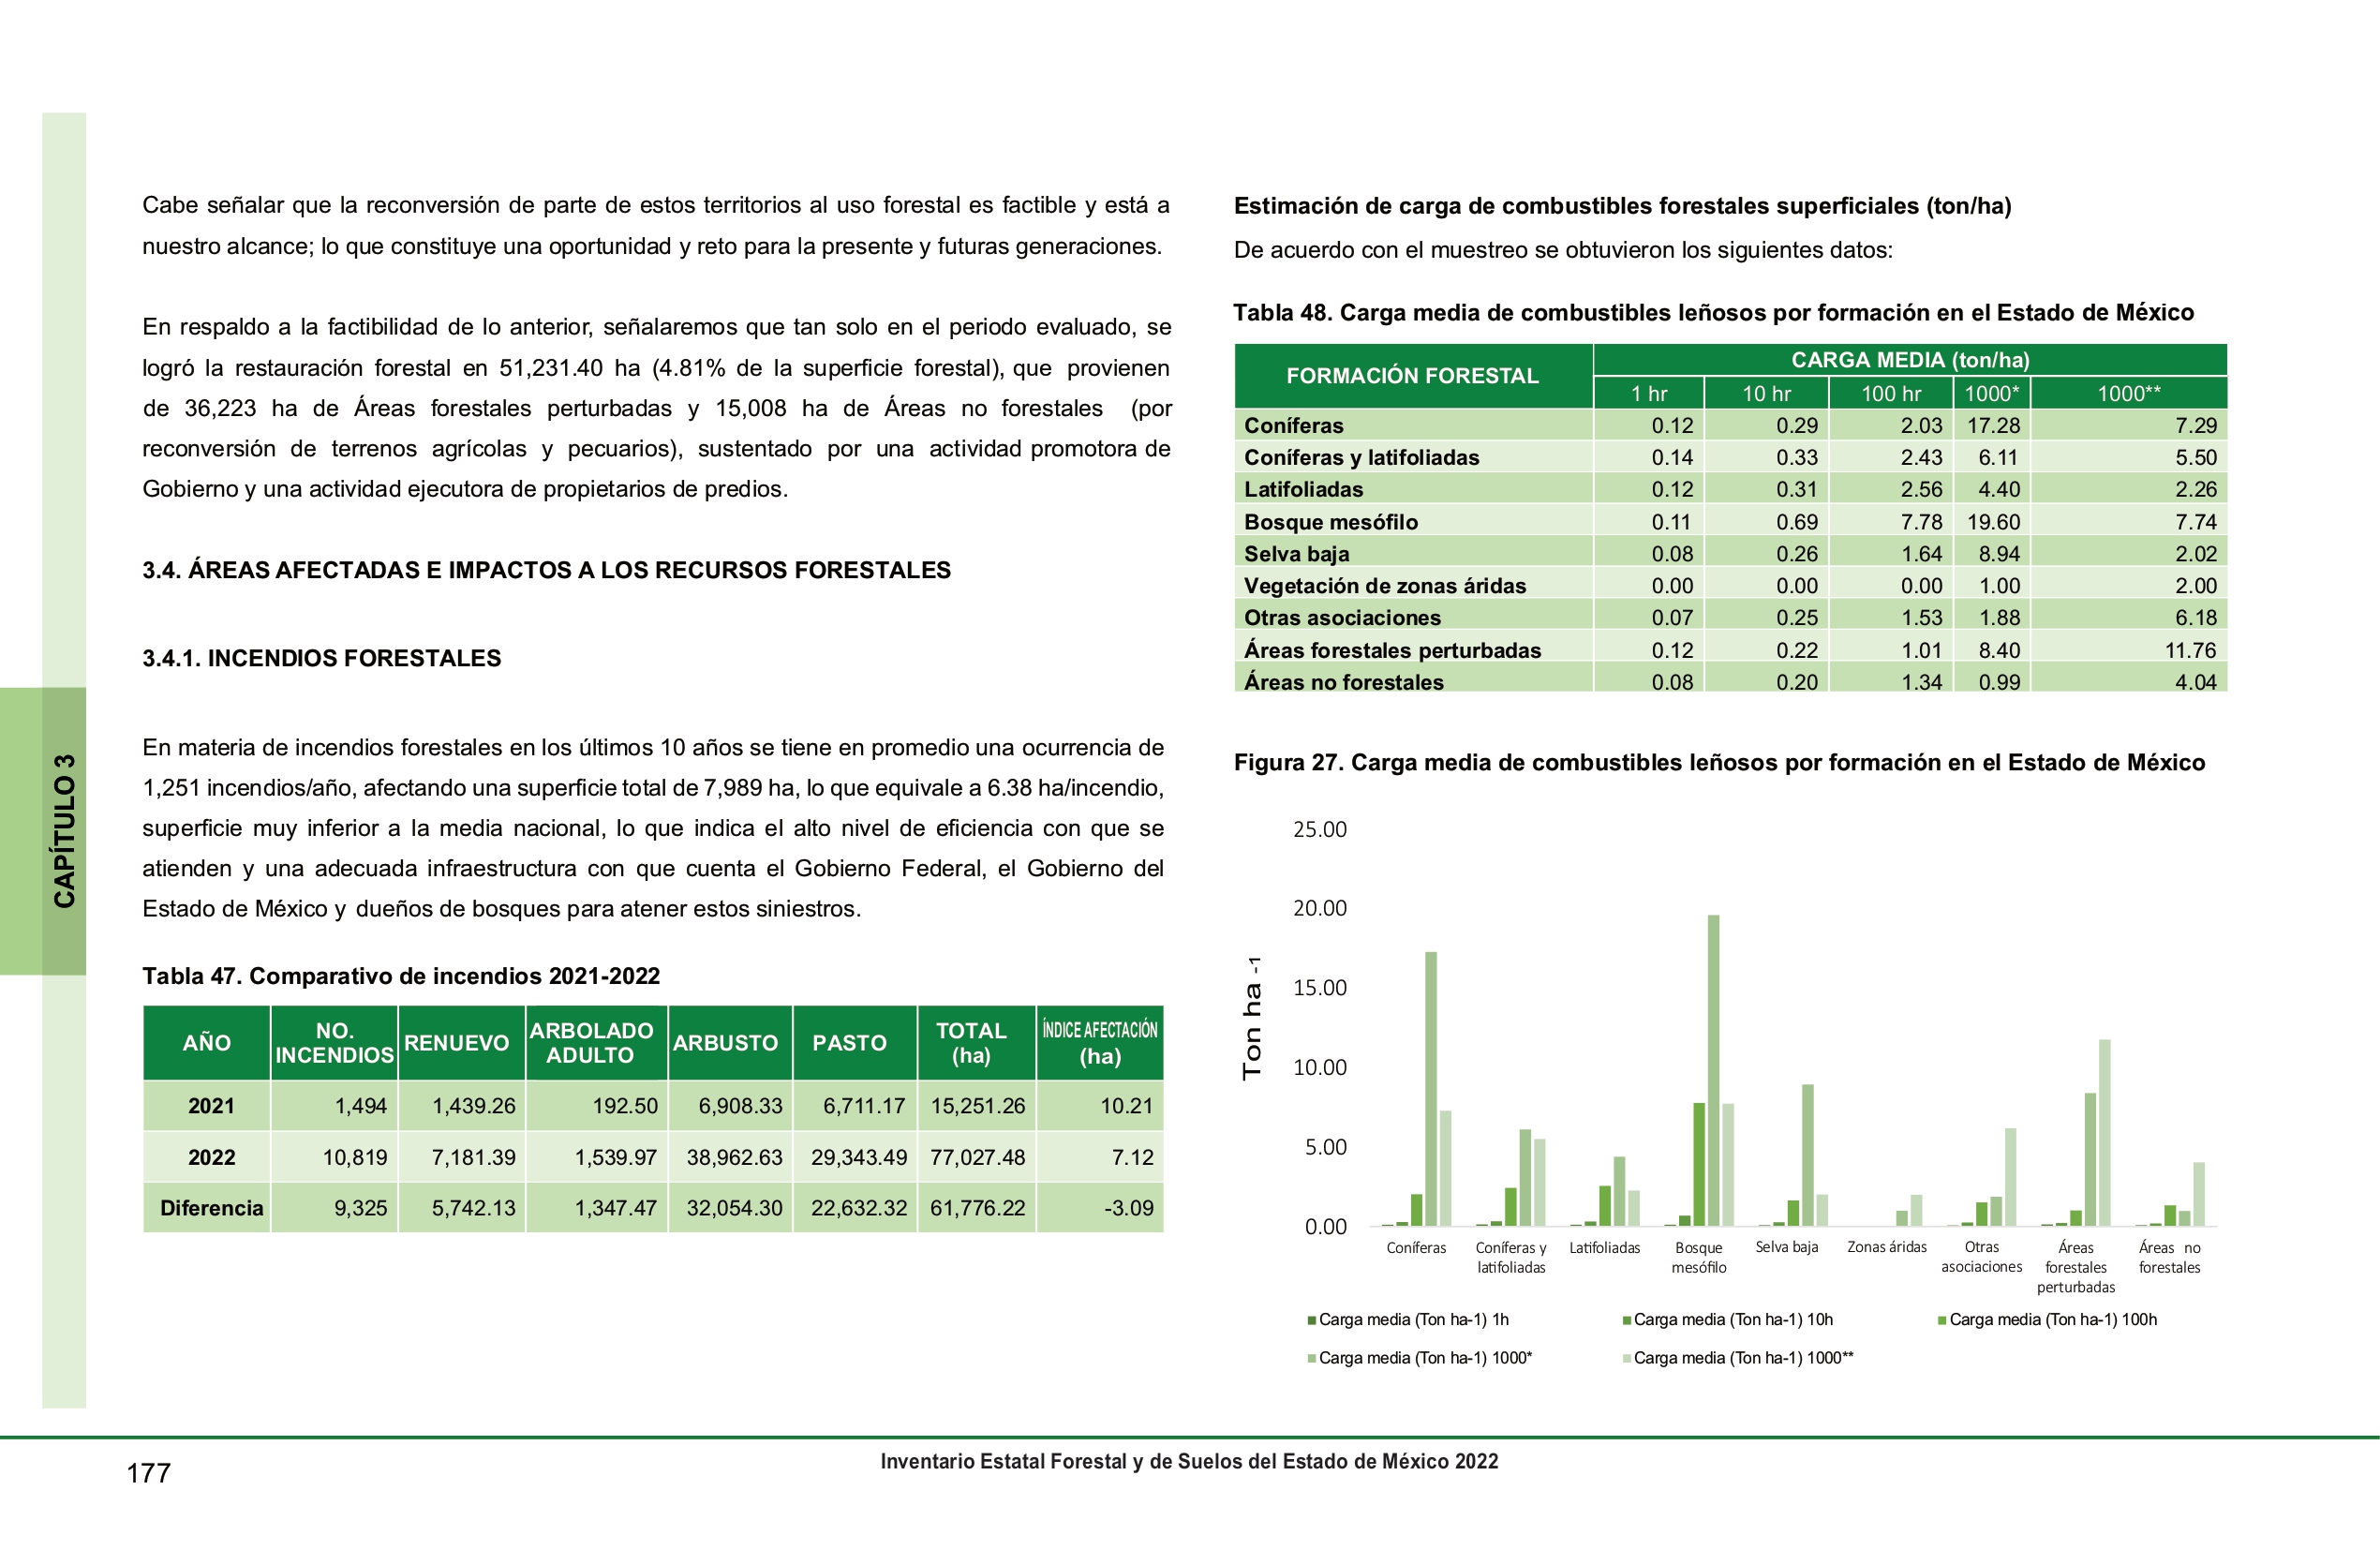 Cabe señalar que la reconversión de parte de estos territorios al uso forestal es factible y está a
nuestro alcance; lo que constituye una oportunidad y reto para la presente y futuras generaciones.
En respaldo a la factibilidad de lo anterior, señalaremos que tan solo en el periodo evaluado, se
logró la restauración forestal en 51,231.40 ha (4.81% de la superficie forestal), que provienen
de 36,223 ha de Áreas forestales perturbadas y 15,008 ha de Áreas no forestales (por
reconversión de terrenos agrícolas y pecuarios), sustentado por una actividad promotora de
Gobierno y una actividad ejecutora de propietarios de predios.
3.4. ÁREAS AFECTADAS E IMPACTOS A LOS RECURSOS FORESTALES
3.4.1. INCENDIOS FORESTALES
En materia de incendios forestales en los últimos 10 años se tiene en promedio una ocurrencia de
1,251 incendios/año, afectando una superficie total de 7,989 ha, lo que equivale a 6.38 ha/incendio,
superficie muy inferior a la media nacional, lo que indica el alto nivel de eficiencia con que se
atienden y una adecuada infraestructura con que cuenta el Gobierno Federal, el Gobierno del
Estado de México y dueños de bosques para atener estos siniestros.
Tabla 47. Comparativo de incendios 2021-2022
AÑO NO. INCENDIOS RENUEVO ARBOLADO ADULTO ARBUSTO PASTO TOTAL (ha) ÍNDICE AFECTACIÓN (ha)
2021 1,494 1,439.26 192.50 6,908.33 6,711.17 15,251.26 10.21
2022 10,819 7,181.39 1,539.97 38,962.63 29,343.49 77,027.48 7.12
Diferencia 9,325 5,742.13 1,347.47 32,054.30 22,632.32 61,776.22 -3.09
CAPÍTULO 3
Estimación de carga de combustibles forestales superficiales (ton/ha)
De acuerdo con el muestreo se obtuvieron los siguientes datos:
Tabla 48. Carga media de combustibles leñosos por formación en el Estado de México
FORMACIÓN FORESTAL CARGA MEDIA (ton/ha)
1 hr 10 hr 100 hr 1000* 1000**
Coníferas 0.12 0.29 2.03 17.28 7.29
Coníferas y latifoliadas 0.14 0.33 2.43 6.11 5.50
Latifoliadas 0.12 0.31 2.56 4.40 2.26
Bosque mesófilo 0.11 0.69 7.78 19.60 7.74
Selva baja 0.08 0.26 1.64 8.94 2.02
Vegetación de zonas áridas 0.00 0.00 0.00 1.00 2.00
Otras asociaciones 0.07 0.25 1.53 1.88 6.18
Áreas forestales perturbadas 0.12 0.22 1.01 8.40 11.76
Áreas no forestales 0.08 0.20 1.34 0.99 4.04
Figura 27. Carga media de combustibles leñosos por formación en el Estado de México
Ton ha -1
25.00
20.00
15.00
10.00
5.00
0.00
Coníferas
Coníferas y
latifoliadas
Latifoliadas
Bosque
mesófilo
Selva baja
Zonas áridas
Otras
asociaciones
Áreas
forestales
perturbadas
Áreas no
forestales
Carga media (Ton ha-1) 1h
Carga media (Ton ha-1) 10h
Carga media (Ton ha-1) 100h
Carga media (Ton ha-1) 1000*
Carga media (Ton ha-1) 1000**
177
Inventario Estatal Forestal y de Suelos del Estado de México 2022